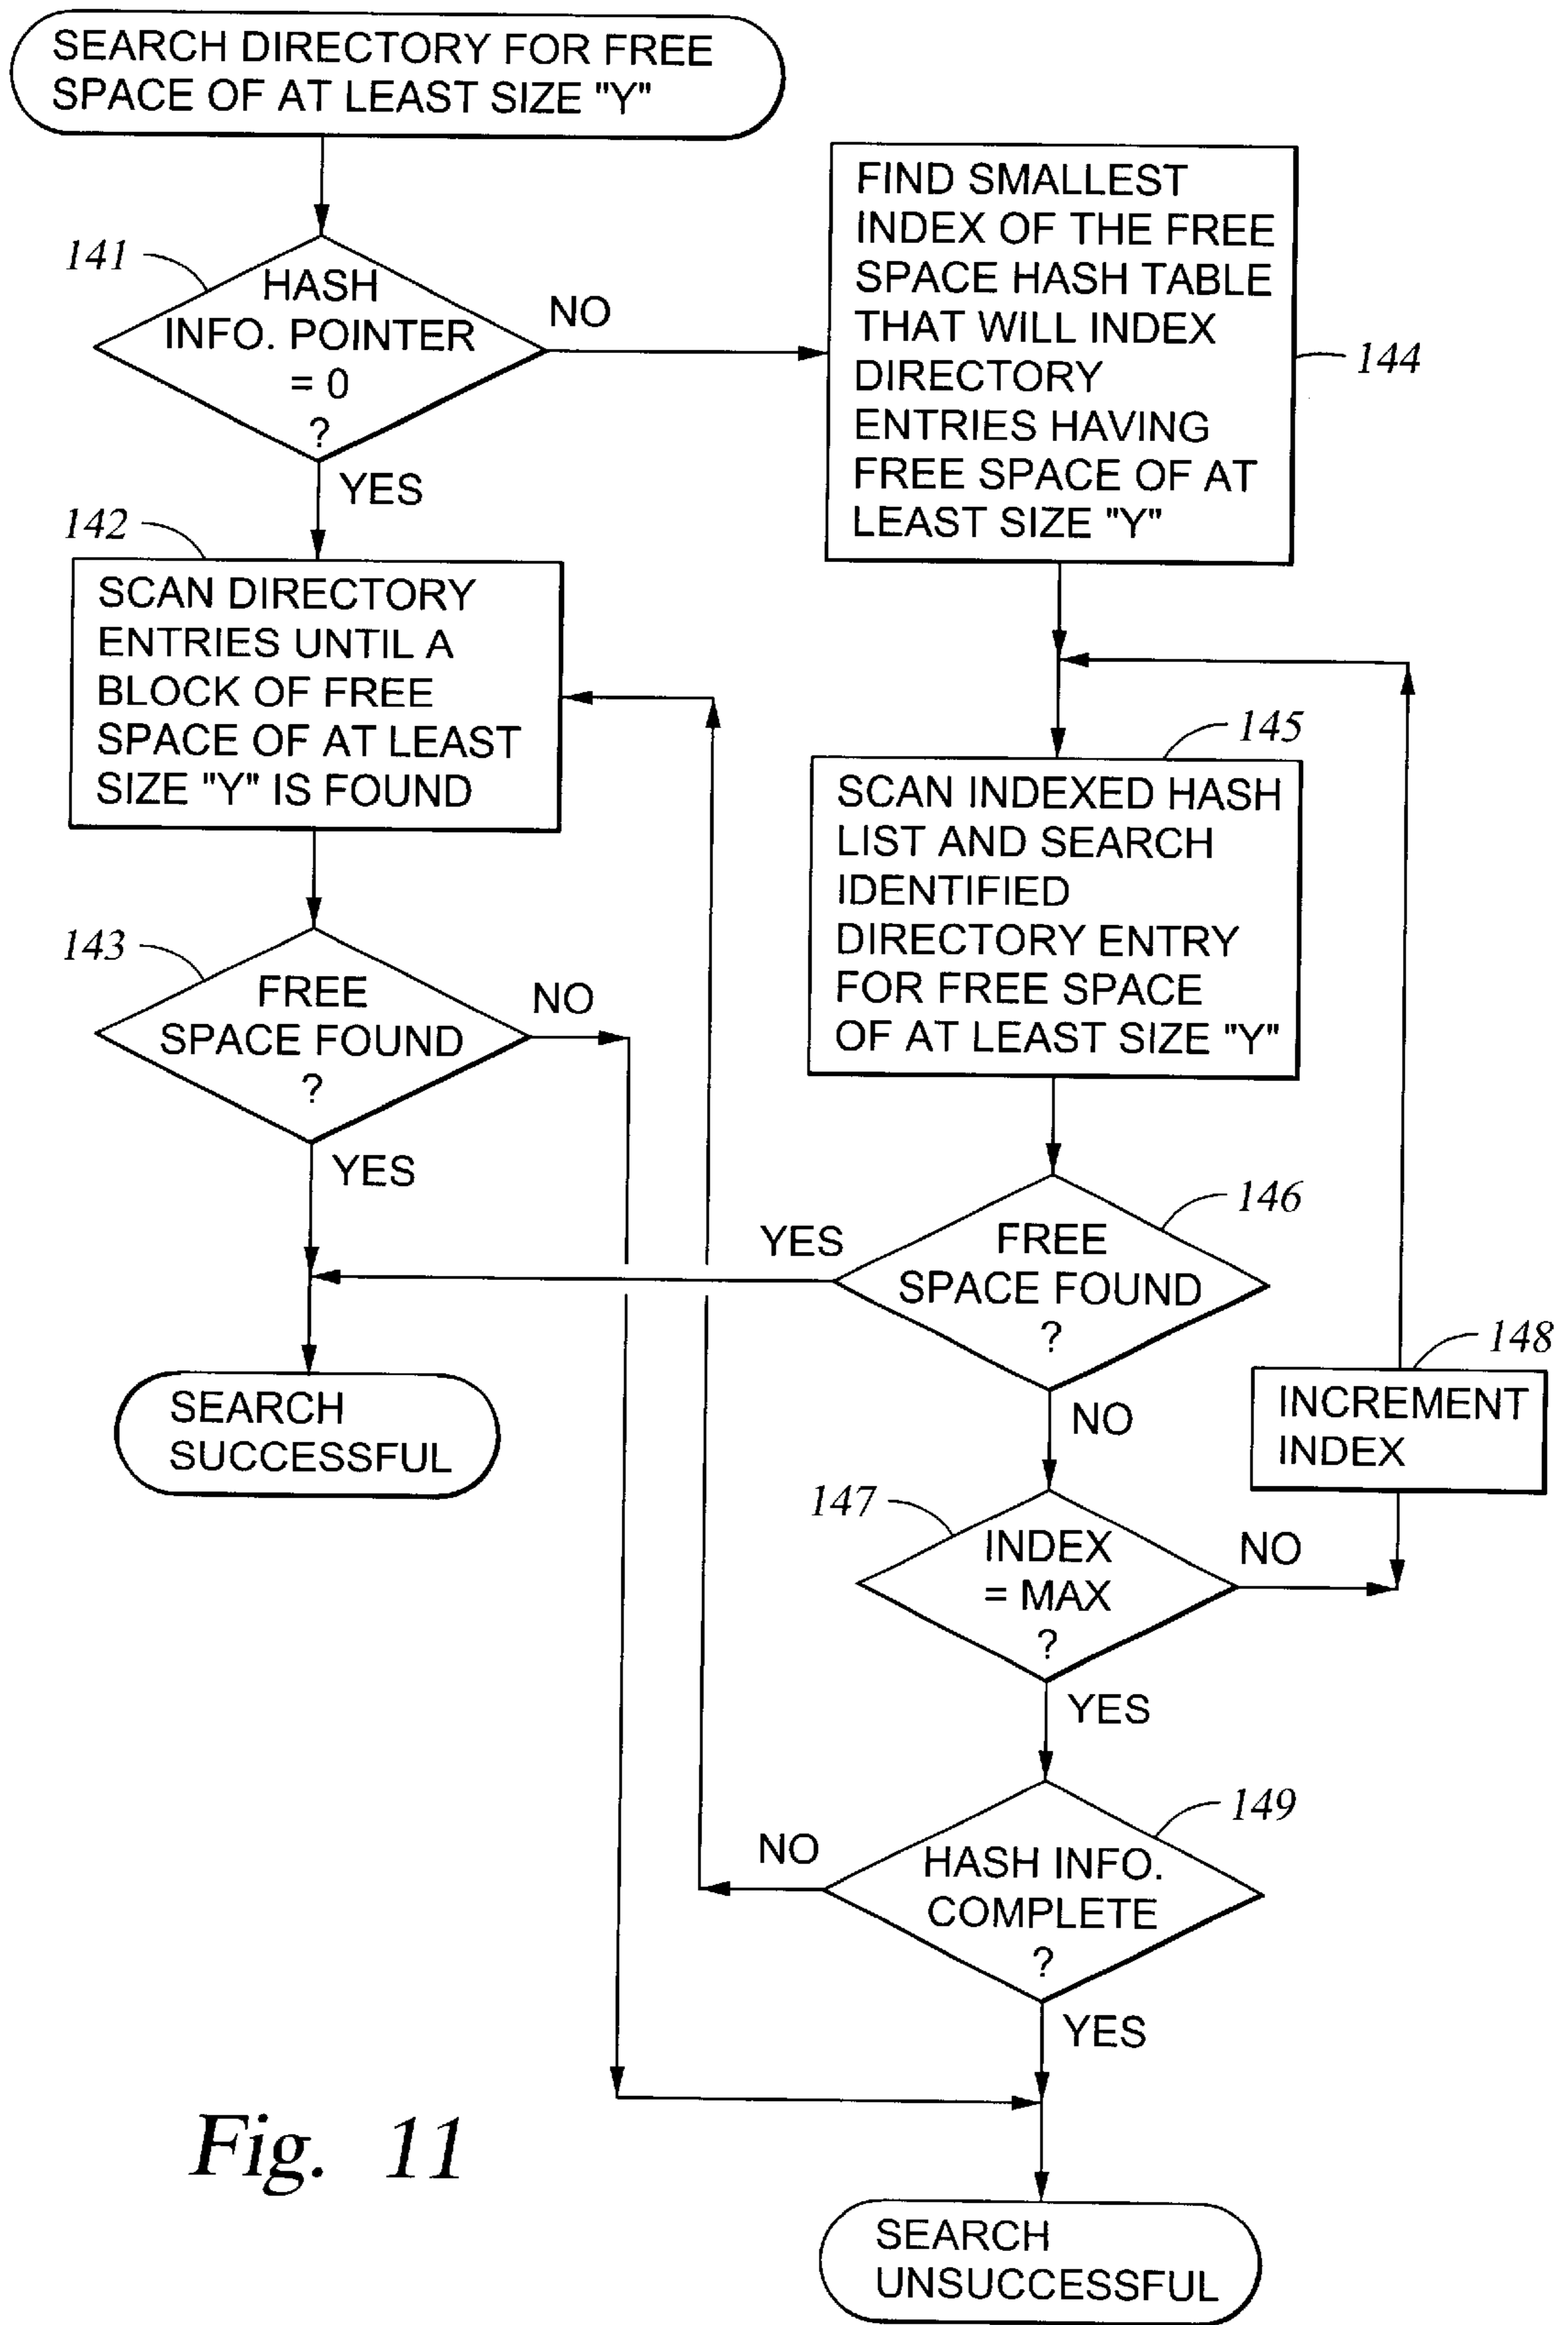 SEARCH DIRECTORY FOR FREE
SPACE OF AT LEAST SIZE "Y"
141
HASH
INFO. POINTER
= 0
?
NO
YES
FIND SMALLEST
INDEX OF THE FREE
SPACE HASH TABLE
THAT WILL INDEX
DIRECTORY
ENTRIES HAVING
FREE SPACE OF AT
LEAST SIZE "Y"
144
142
SCAN DIRECTORY
ENTRIES UNTIL A
BLOCK OF FREE
SPACE OF AT LEAST
SIZE "Y" IS FOUND
145
SCAN INDEXED HASH
LIST AND SEARCH
IDENTIFIED
DIRECTORY ENTRY
FOR FREE SPACE
OF AT LEAST SIZE "Y"
143
FREE
SPACE FOUND
?
NO
YES
146
FREE
SPACE FOUND
?
YES
NO
SEARCH
SUCCESSFUL
148
INCREMENT
INDEX
147
INDEX
= MAX
?
NO
YES
149
HASH INFO.
COMPLETE
?
NO
YES
SEARCH
UNSUCCESSFUL
Fig. 11